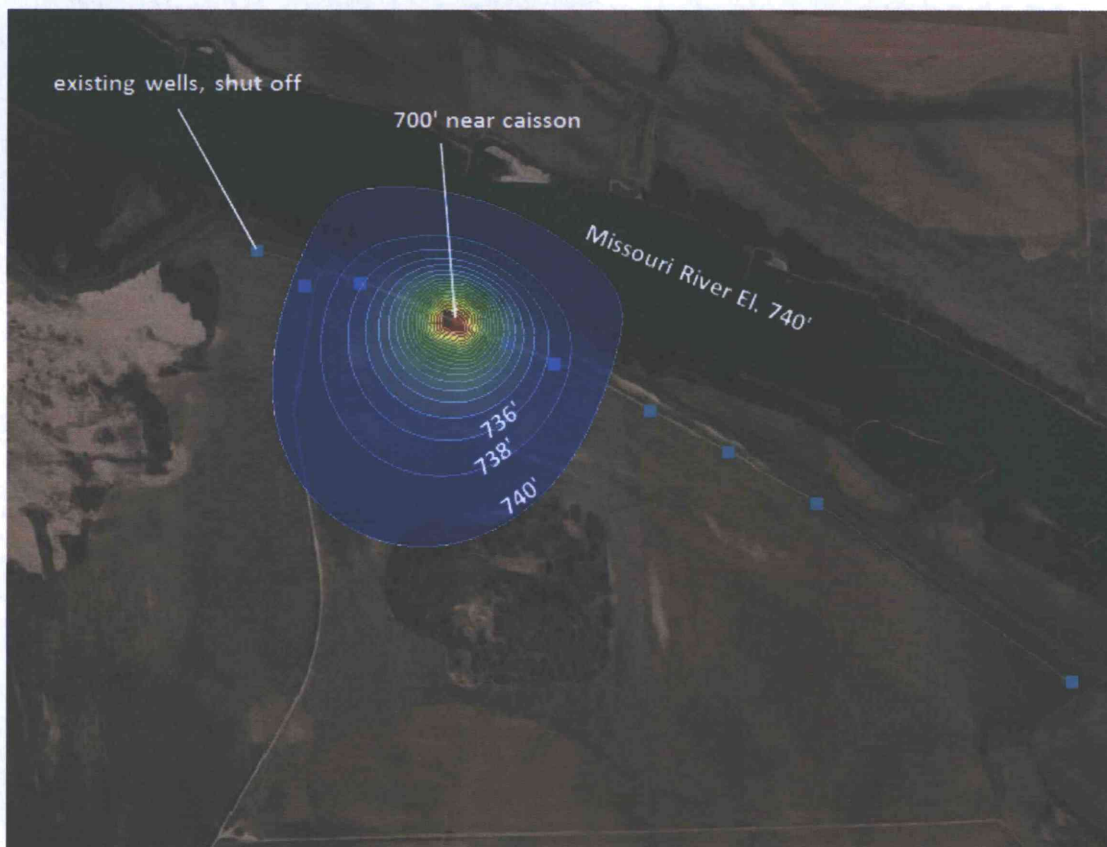 existing wells, shut off
700' near caisson
Missouri River El. 740'
736'
738'
740'